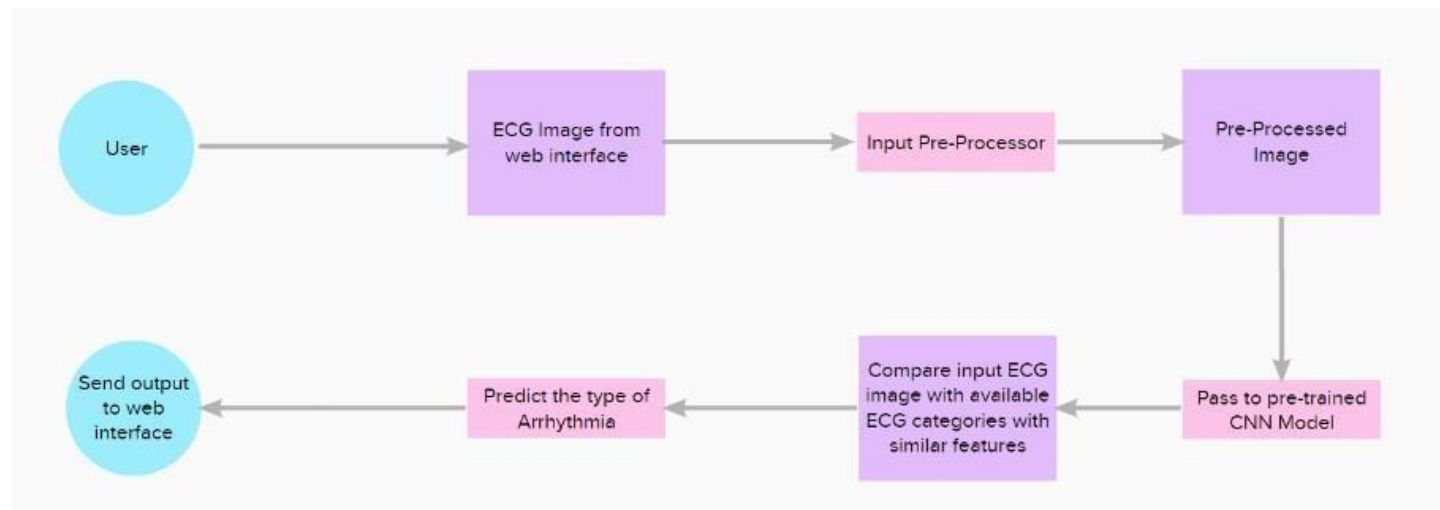 User
ECG Image from
web interface
Input Pre-Processor
Pre-Processed
Image
Pass to pre-trained
CNN Model
Compare input ECG
image with available
ECG categories with
similar features
Predict the type of
Arrhythmia
Send output
to web
interface